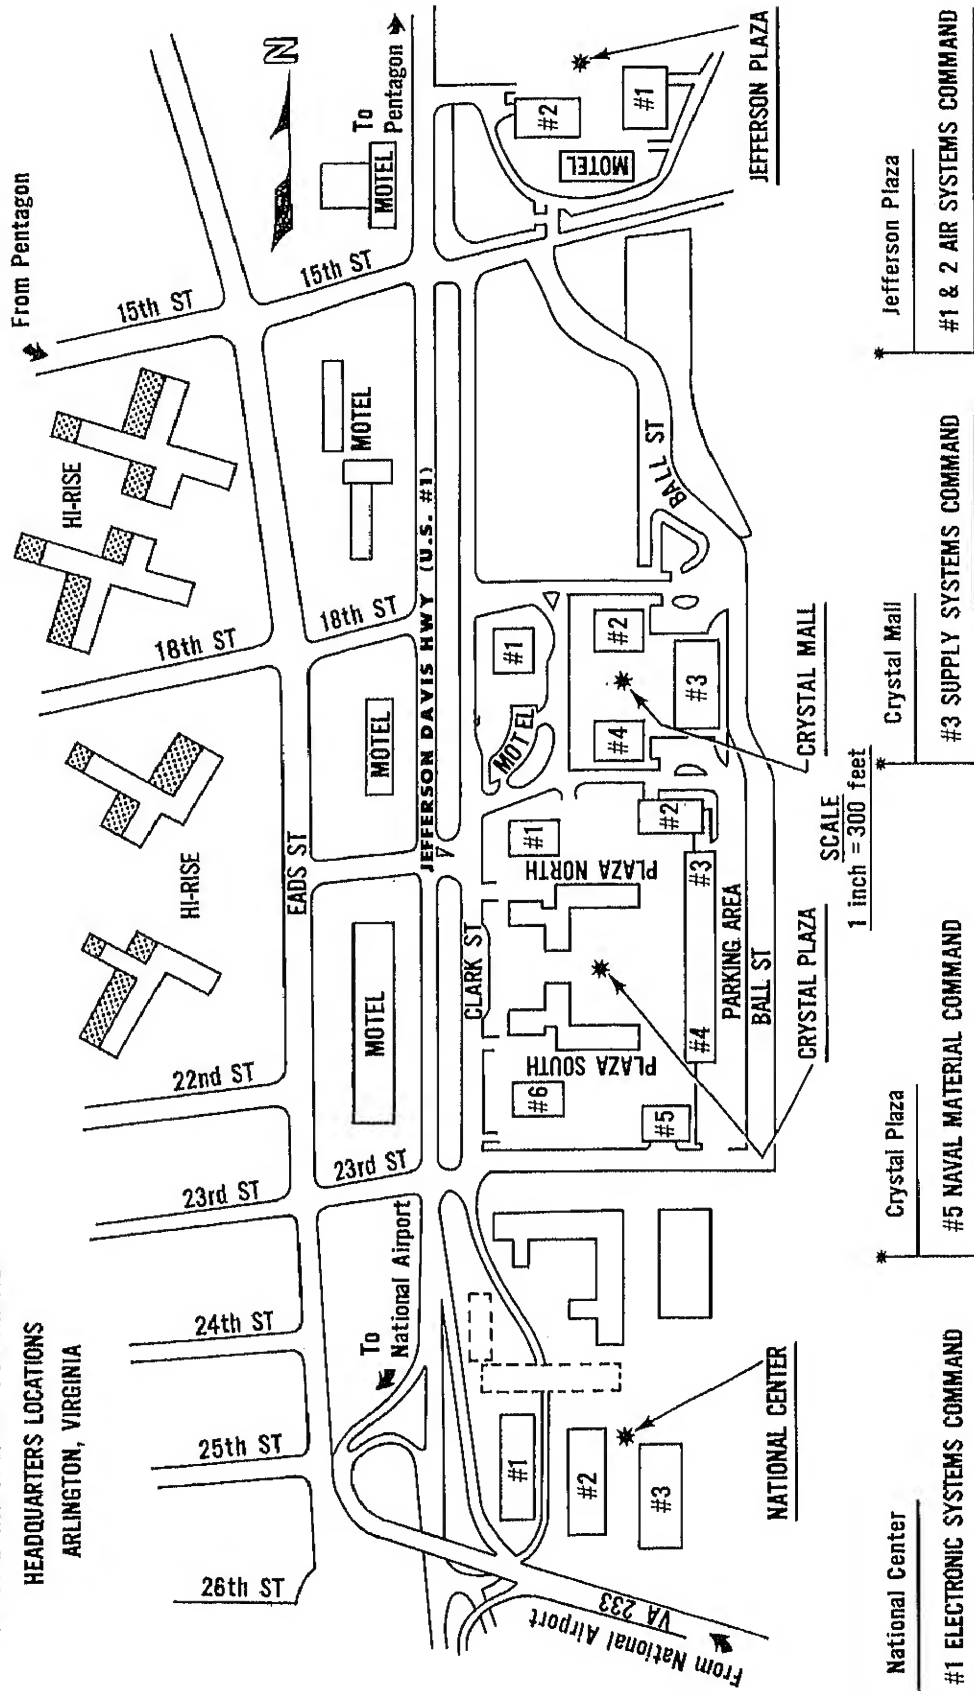 HEADQUARTERS LOCATIONS
ARLINGTON, VIRGINIA
From Pentagon
N
To
Pentagon
15th ST
15th ST
HI-RISE
18th ST
18th ST
HI-RISE
EADS ST
22nd ST
23rd ST
23rd ST
24th ST
25th ST
26th ST
MOTEL
MOTEL
MOTEL
MOTEL
JEFFERSON DAVIS HWY (U.S. #1)
To
National Airport
CLARK ST
#2
#1
MOTEL
JEFFERSON PLAZA
BALL ST
#1
MOTEL
#2
#4
#3
CRYSTAL MALL
#1
#2
PLAZA NORTH
#3
PLAZA SOUTH
#4
#6
#5
PARKING AREA
BALL ST
CRYSTAL PLAZA
#1
#2
#3
NATIONAL CENTER
VA 233
From National Airport
SCALE
1 inch = 300 feet
National Center
#1 ELECTRONIC SYSTEMS COMMAND
Crystal Plaza
#5 NAVAL MATERIAL COMMAND
Crystal Mall
#3 SUPPLY SYSTEMS COMMAND
Jefferson Plaza
#1 & 2 AIR SYSTEMS COMMAND